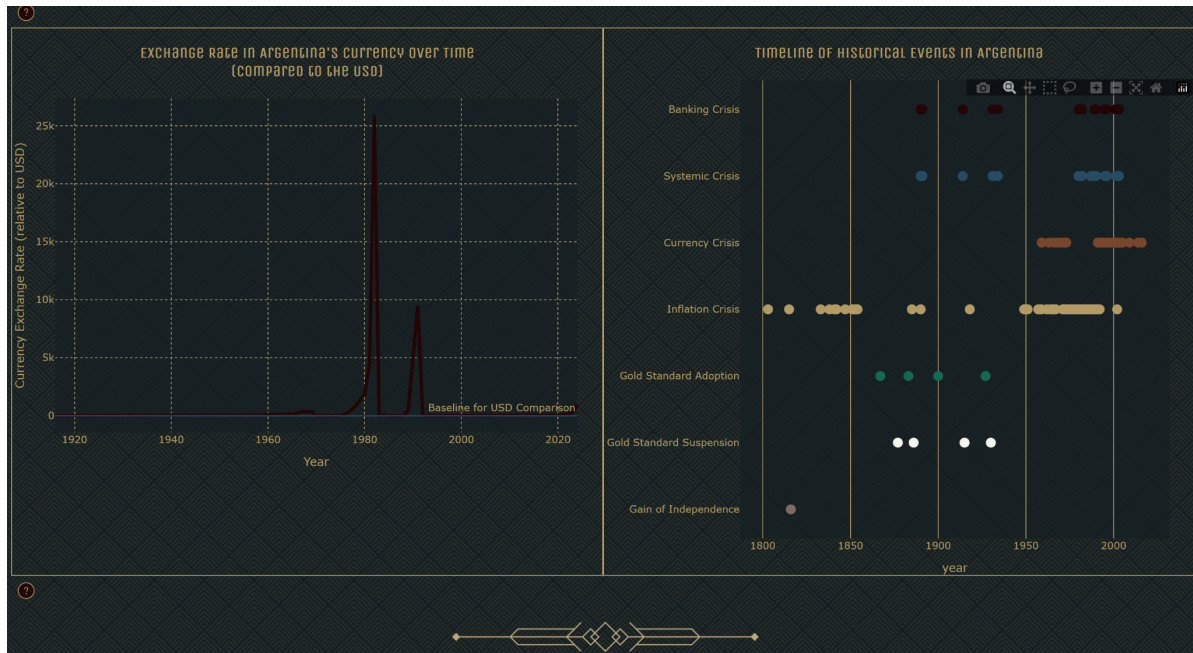 ?
Exchange Rate in Argentina's Currency Over Time
(Compared to the USD)
25k
20k
15k
10k
5k
0
Currency Exchange Rate (relative to USD)
Baseline for USD Comparison
1920 1940 1960 1980 2000 2020
Year
Timeline of Historical Events in Argentina
Banking Crisis
Systemic Crisis
Currency Crisis
Inflation Crisis
Gold Standard Adoption
Gold Standard Suspension
Gain of Independence
1800 1850 1900 1950 2000
year
?